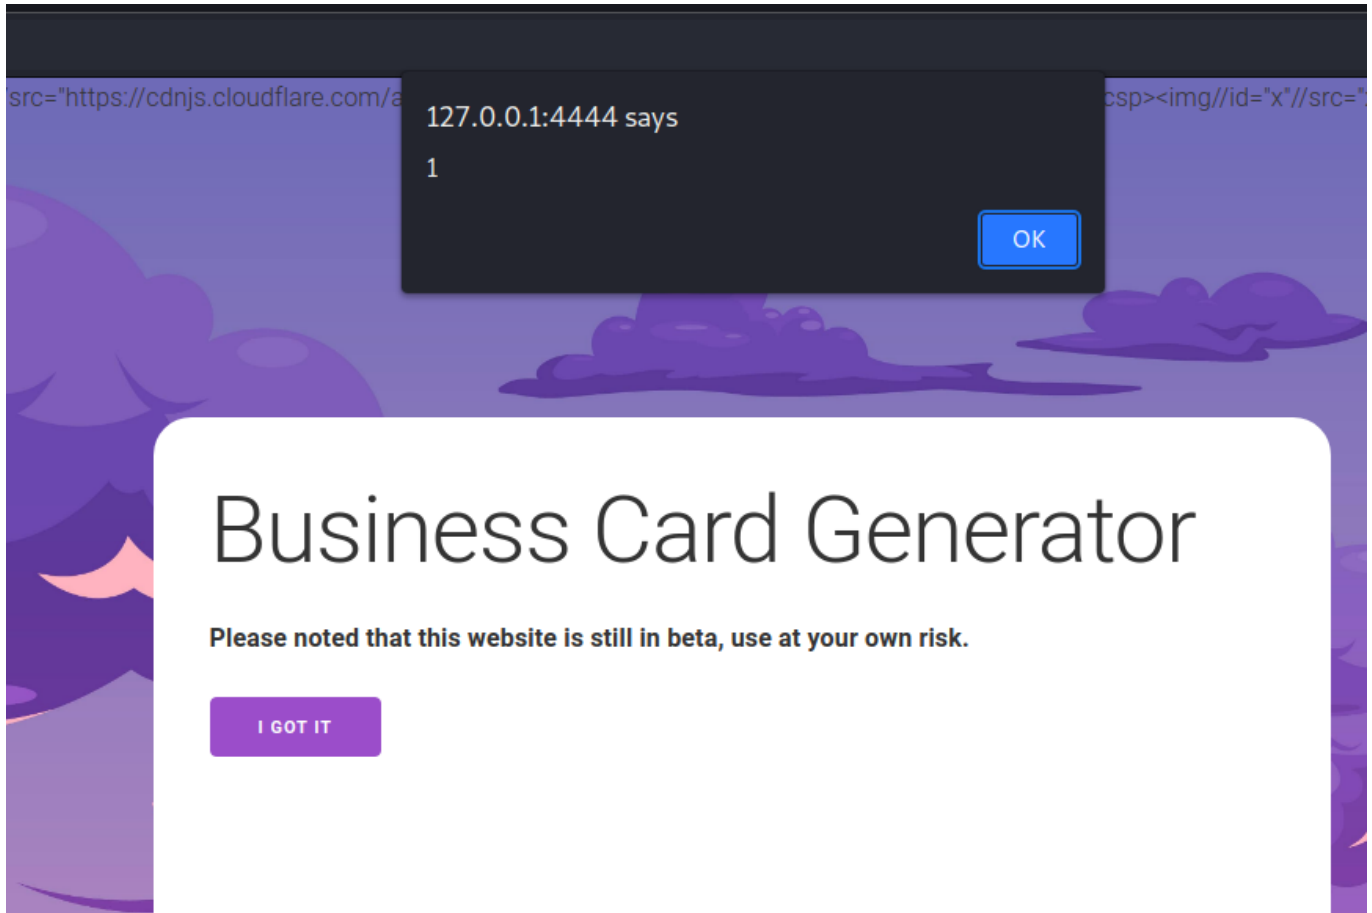 src="https://cdnjs.cloudflare.com/a
csp><img//id="x"//src="
127.0.0.1:4444 says
1
OK
Business Card Generator
Please noted that this website is still in beta, use at your own risk.
I GOT IT